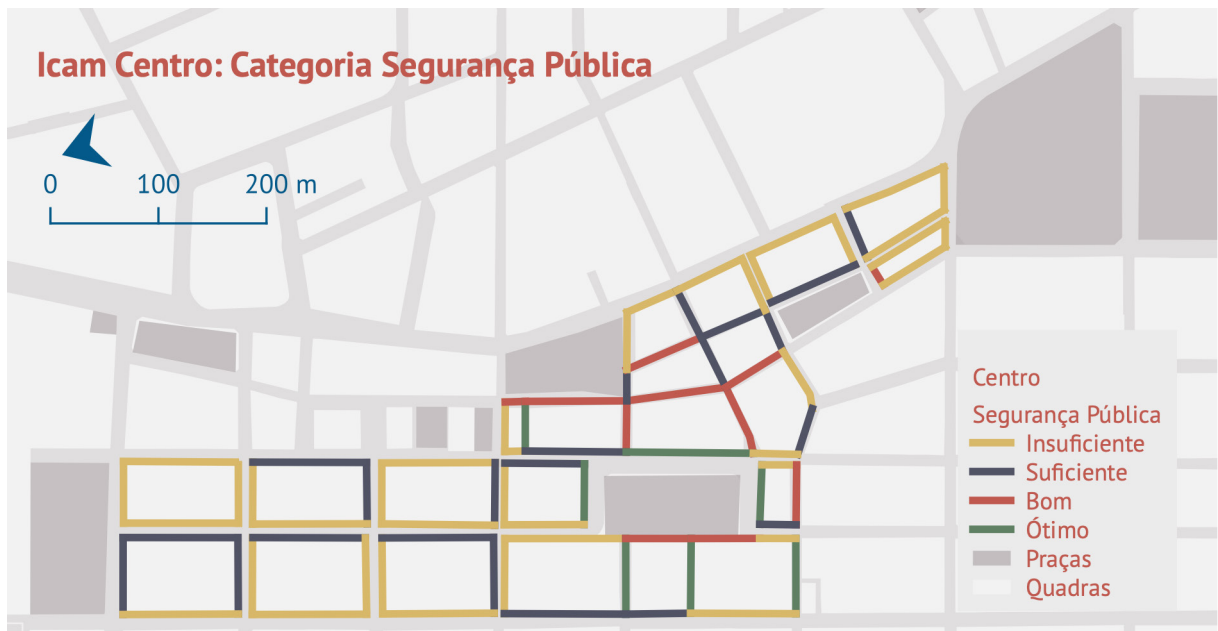 Icam Centro: Categoria Segurança Pública
0 100 200 m
Centro
Segurança Pública
Insuficiente
Suficiente
Bom
Ótimo
Praças
Quadras